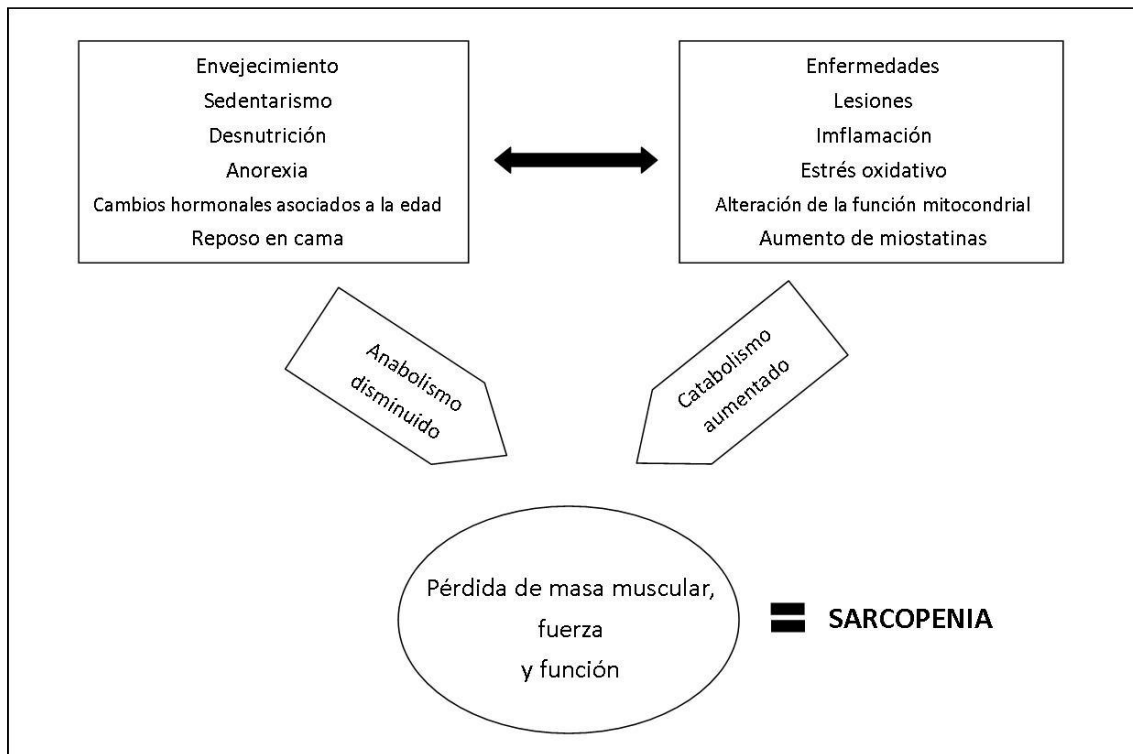 Envejecimiento
Sedentarismo
Desnutrición
Anorexia
Cambios hormonales asociados a la edad
Reposo en cama
Enfermedades
Lesiones
Imflamación
Estrés oxidativo
Alteración de la función mitocondrial
Aumento de miostatinas
Anabolismo
disminuido
Catabolismo
aumentado
Pérdida de masa muscular,
fuerza
y función
= SARCOPENIA